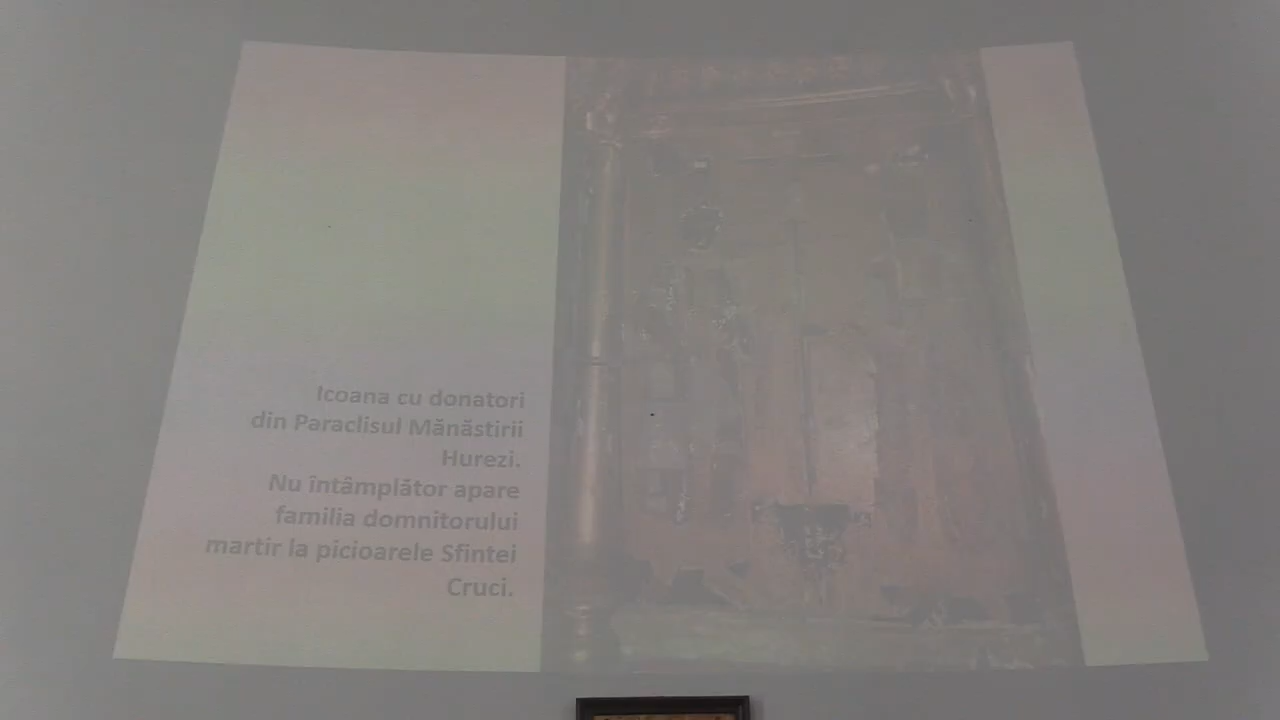 Icoana cu donatori
din Paraclisul Mănăstirii
Hurezi.
Nu întâmplător apare
familia domnitorului
martir la picioarele Sfintei
Cruci.